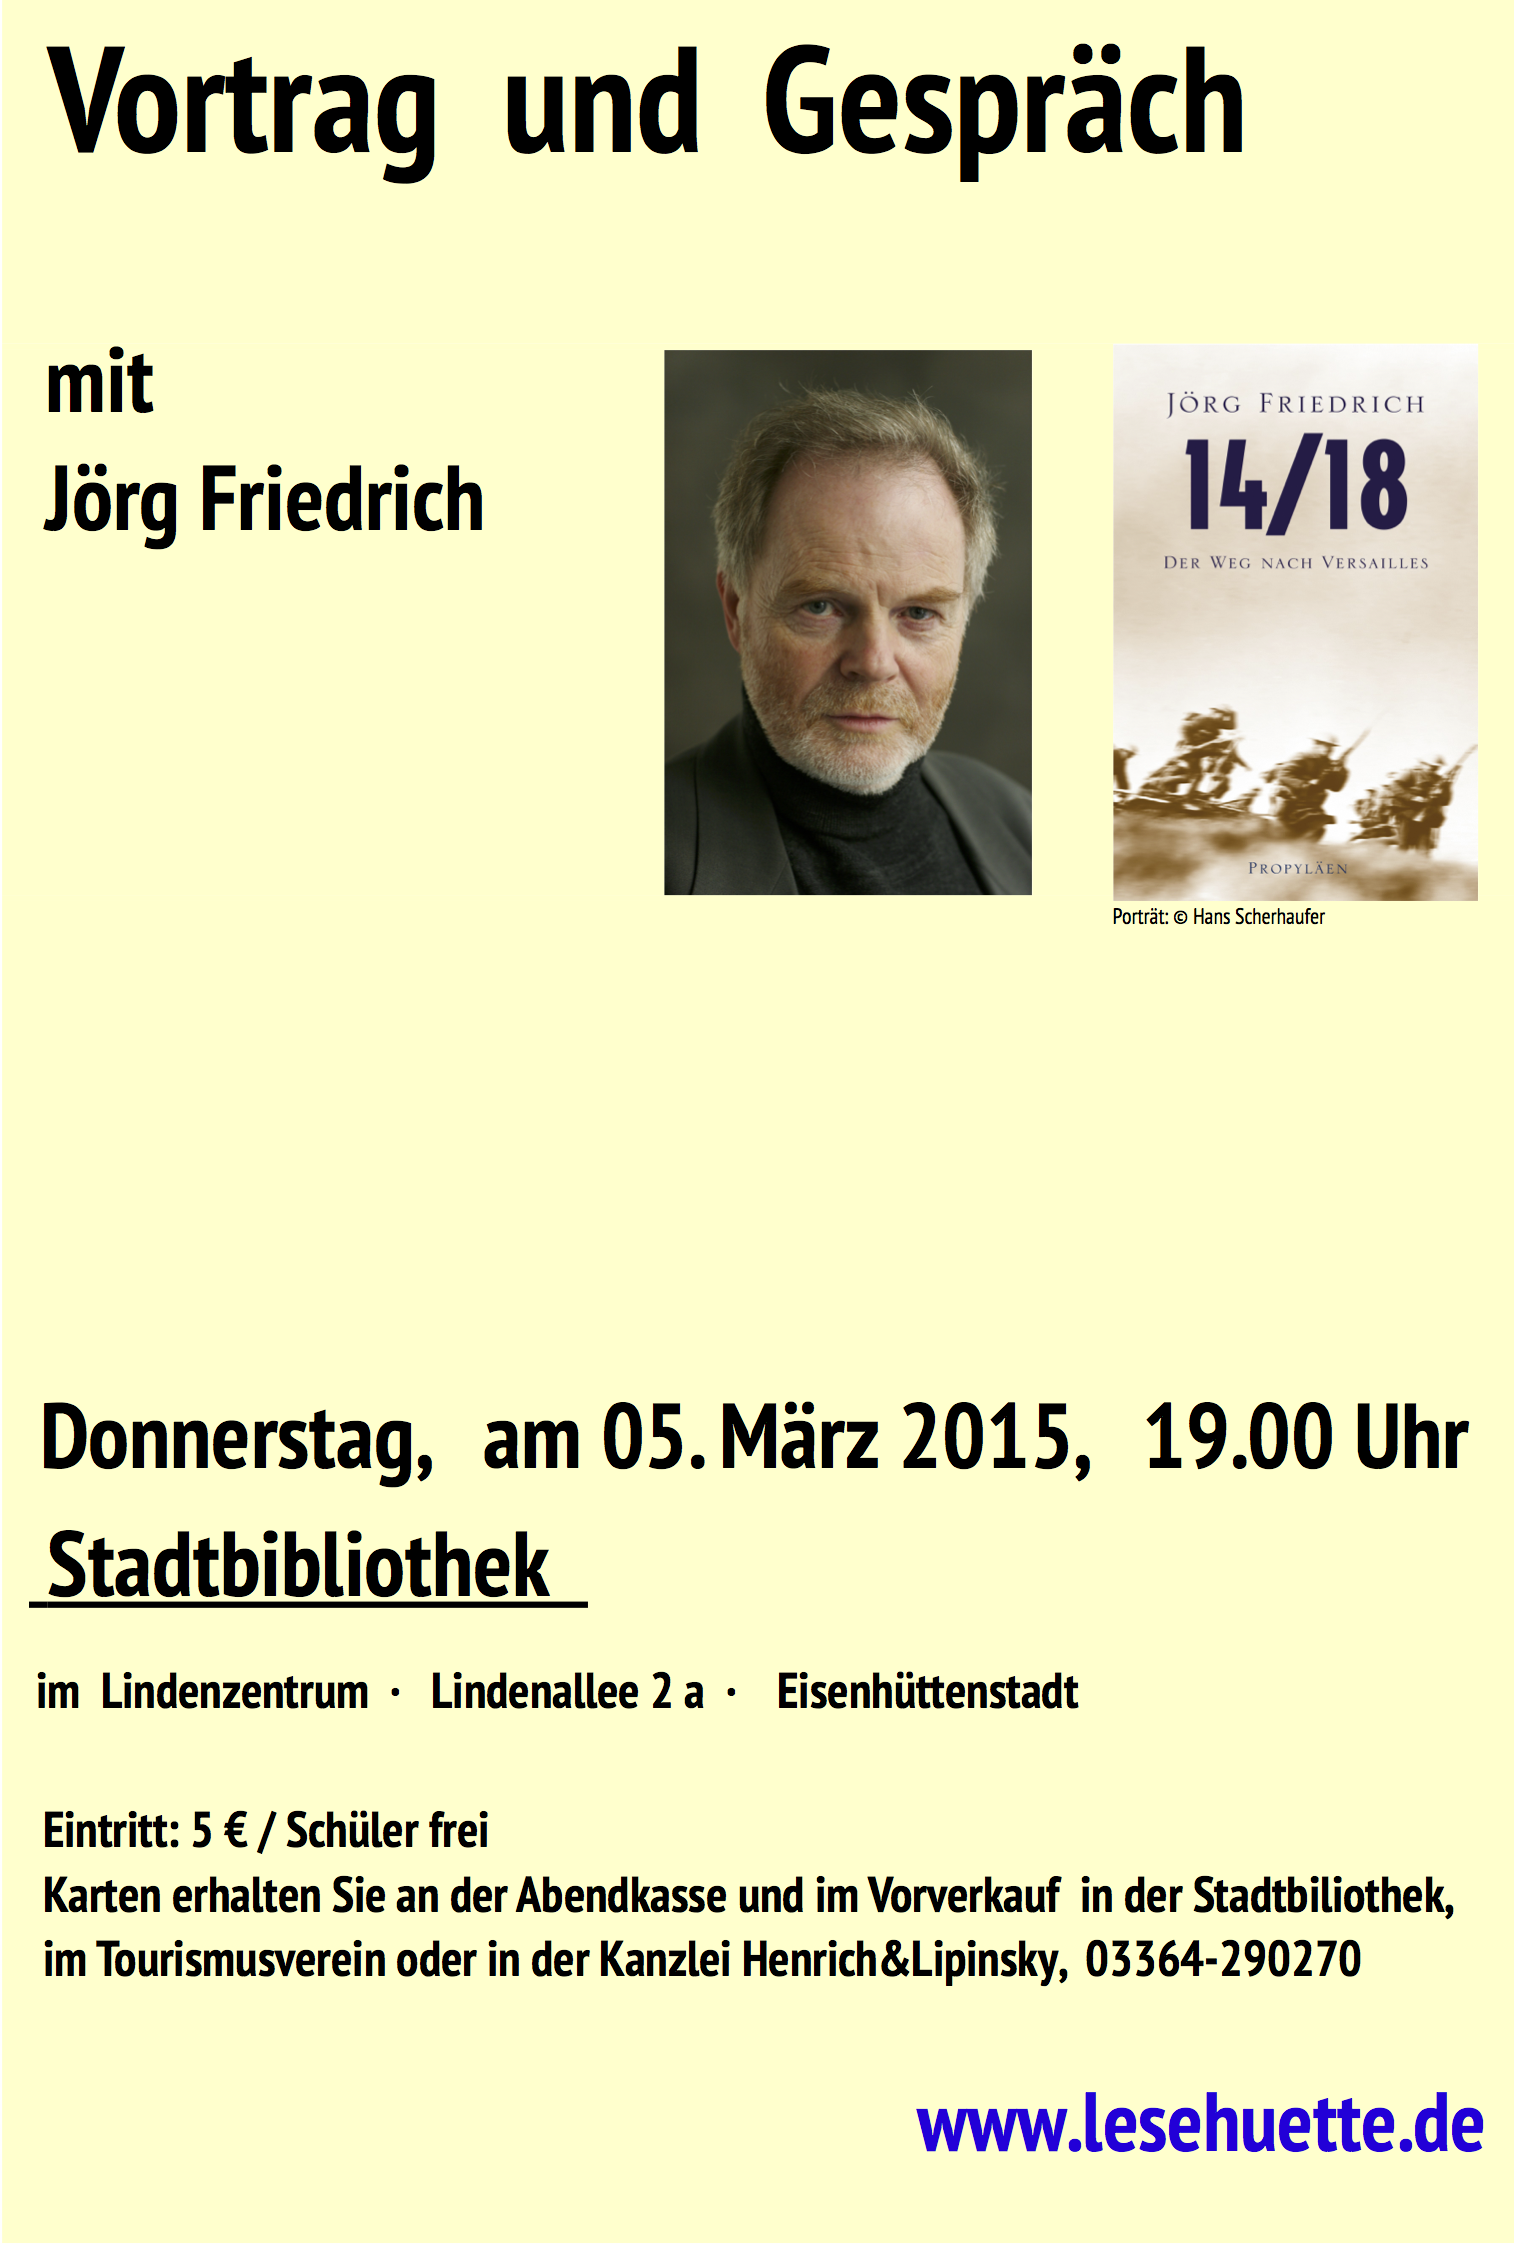 Vortrag und Gespräch
mit
Jörg Friedrich
JÖRG FRIEDRICH
14/18
DER WEG NACH VERSAILLES
PROPYLÄEN
Porträt: © Hans Scherhaufer
Donnerstag, am 05. März 2015, 19.00 Uhr
Stadtbibliothek
im Lindenzentrum · Lindenallee 2 a · Eisenhüttenstadt
Eintritt: 5 € / Schüler frei
Karten erhalten Sie an der Abendkasse und im Vorverkauf in der Stadtbiliothek,
im Tourismusverein oder in der Kanzlei Henrich&Lipinsky, 03364-290270
www.lesehuette.de